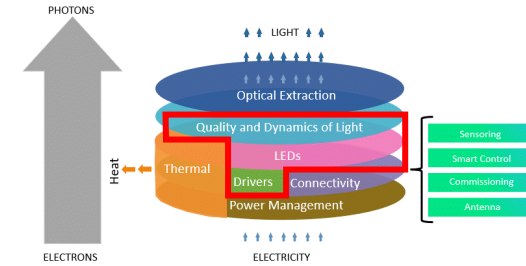 PHOTONS
LIGHT
Optical Extraction
Quality and Dynamics of Light
LEDs
Thermal
Heat
Drivers
Connectivity
Power Management
Sensoring
Smart Control
Commissioning
Antenna
ELECTRONS
ELECTRICITY